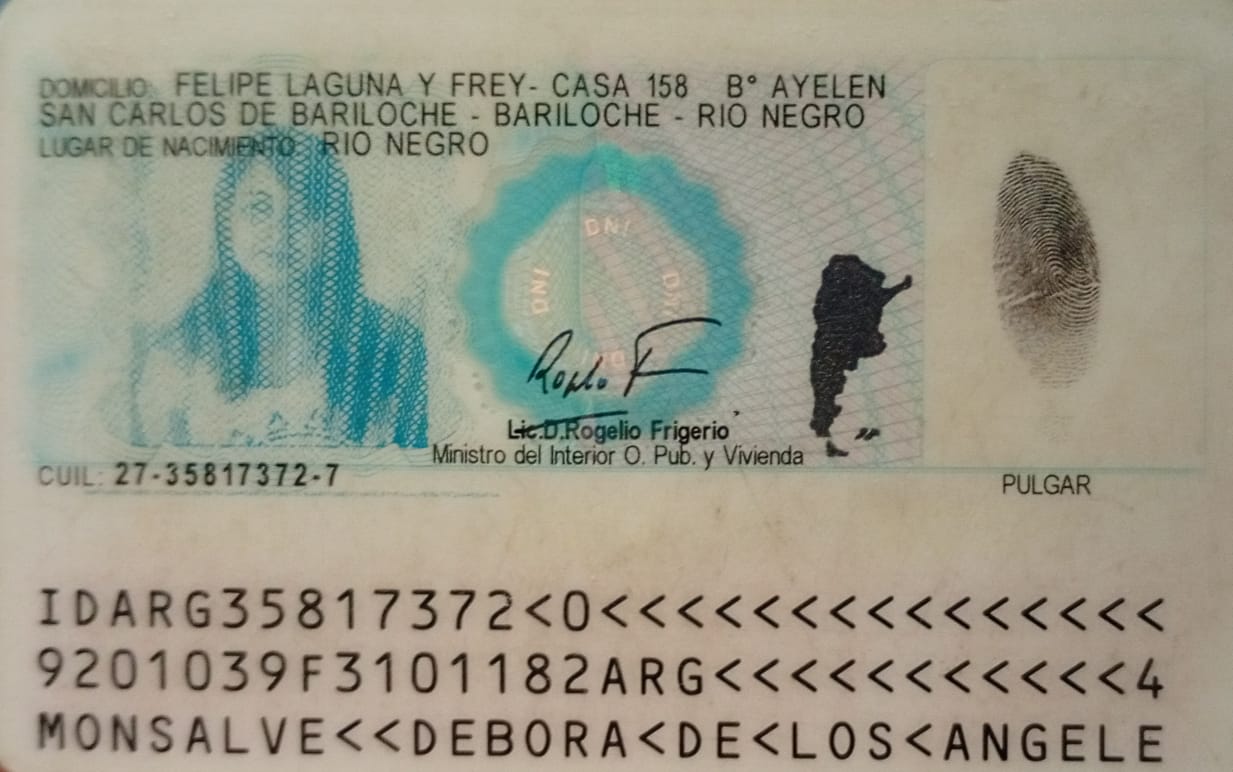 DOMICILIO: FELIPE LAGUNA Y FREY- CASA 158 B° AYELEN
SAN CARLOS DE BARILOCHE - BARILOCHE - RIO NEGRO
LUGAR DE NACIMIENTO: RIO NEGRO
DNI
DNI
DNI
DNI
Lic.D.Rogelio Frigerio
Ministro del Interior O. Pub. y Vivienda
CUIL: 27-35817372-7
PULGAR
IDARG35817372<0<<<<<<<<<<<<<<<
9201039F3101182ARG<<<<<<<<<<<4
MONSALVE<<DEBORA<DE<LOS<ANGELE